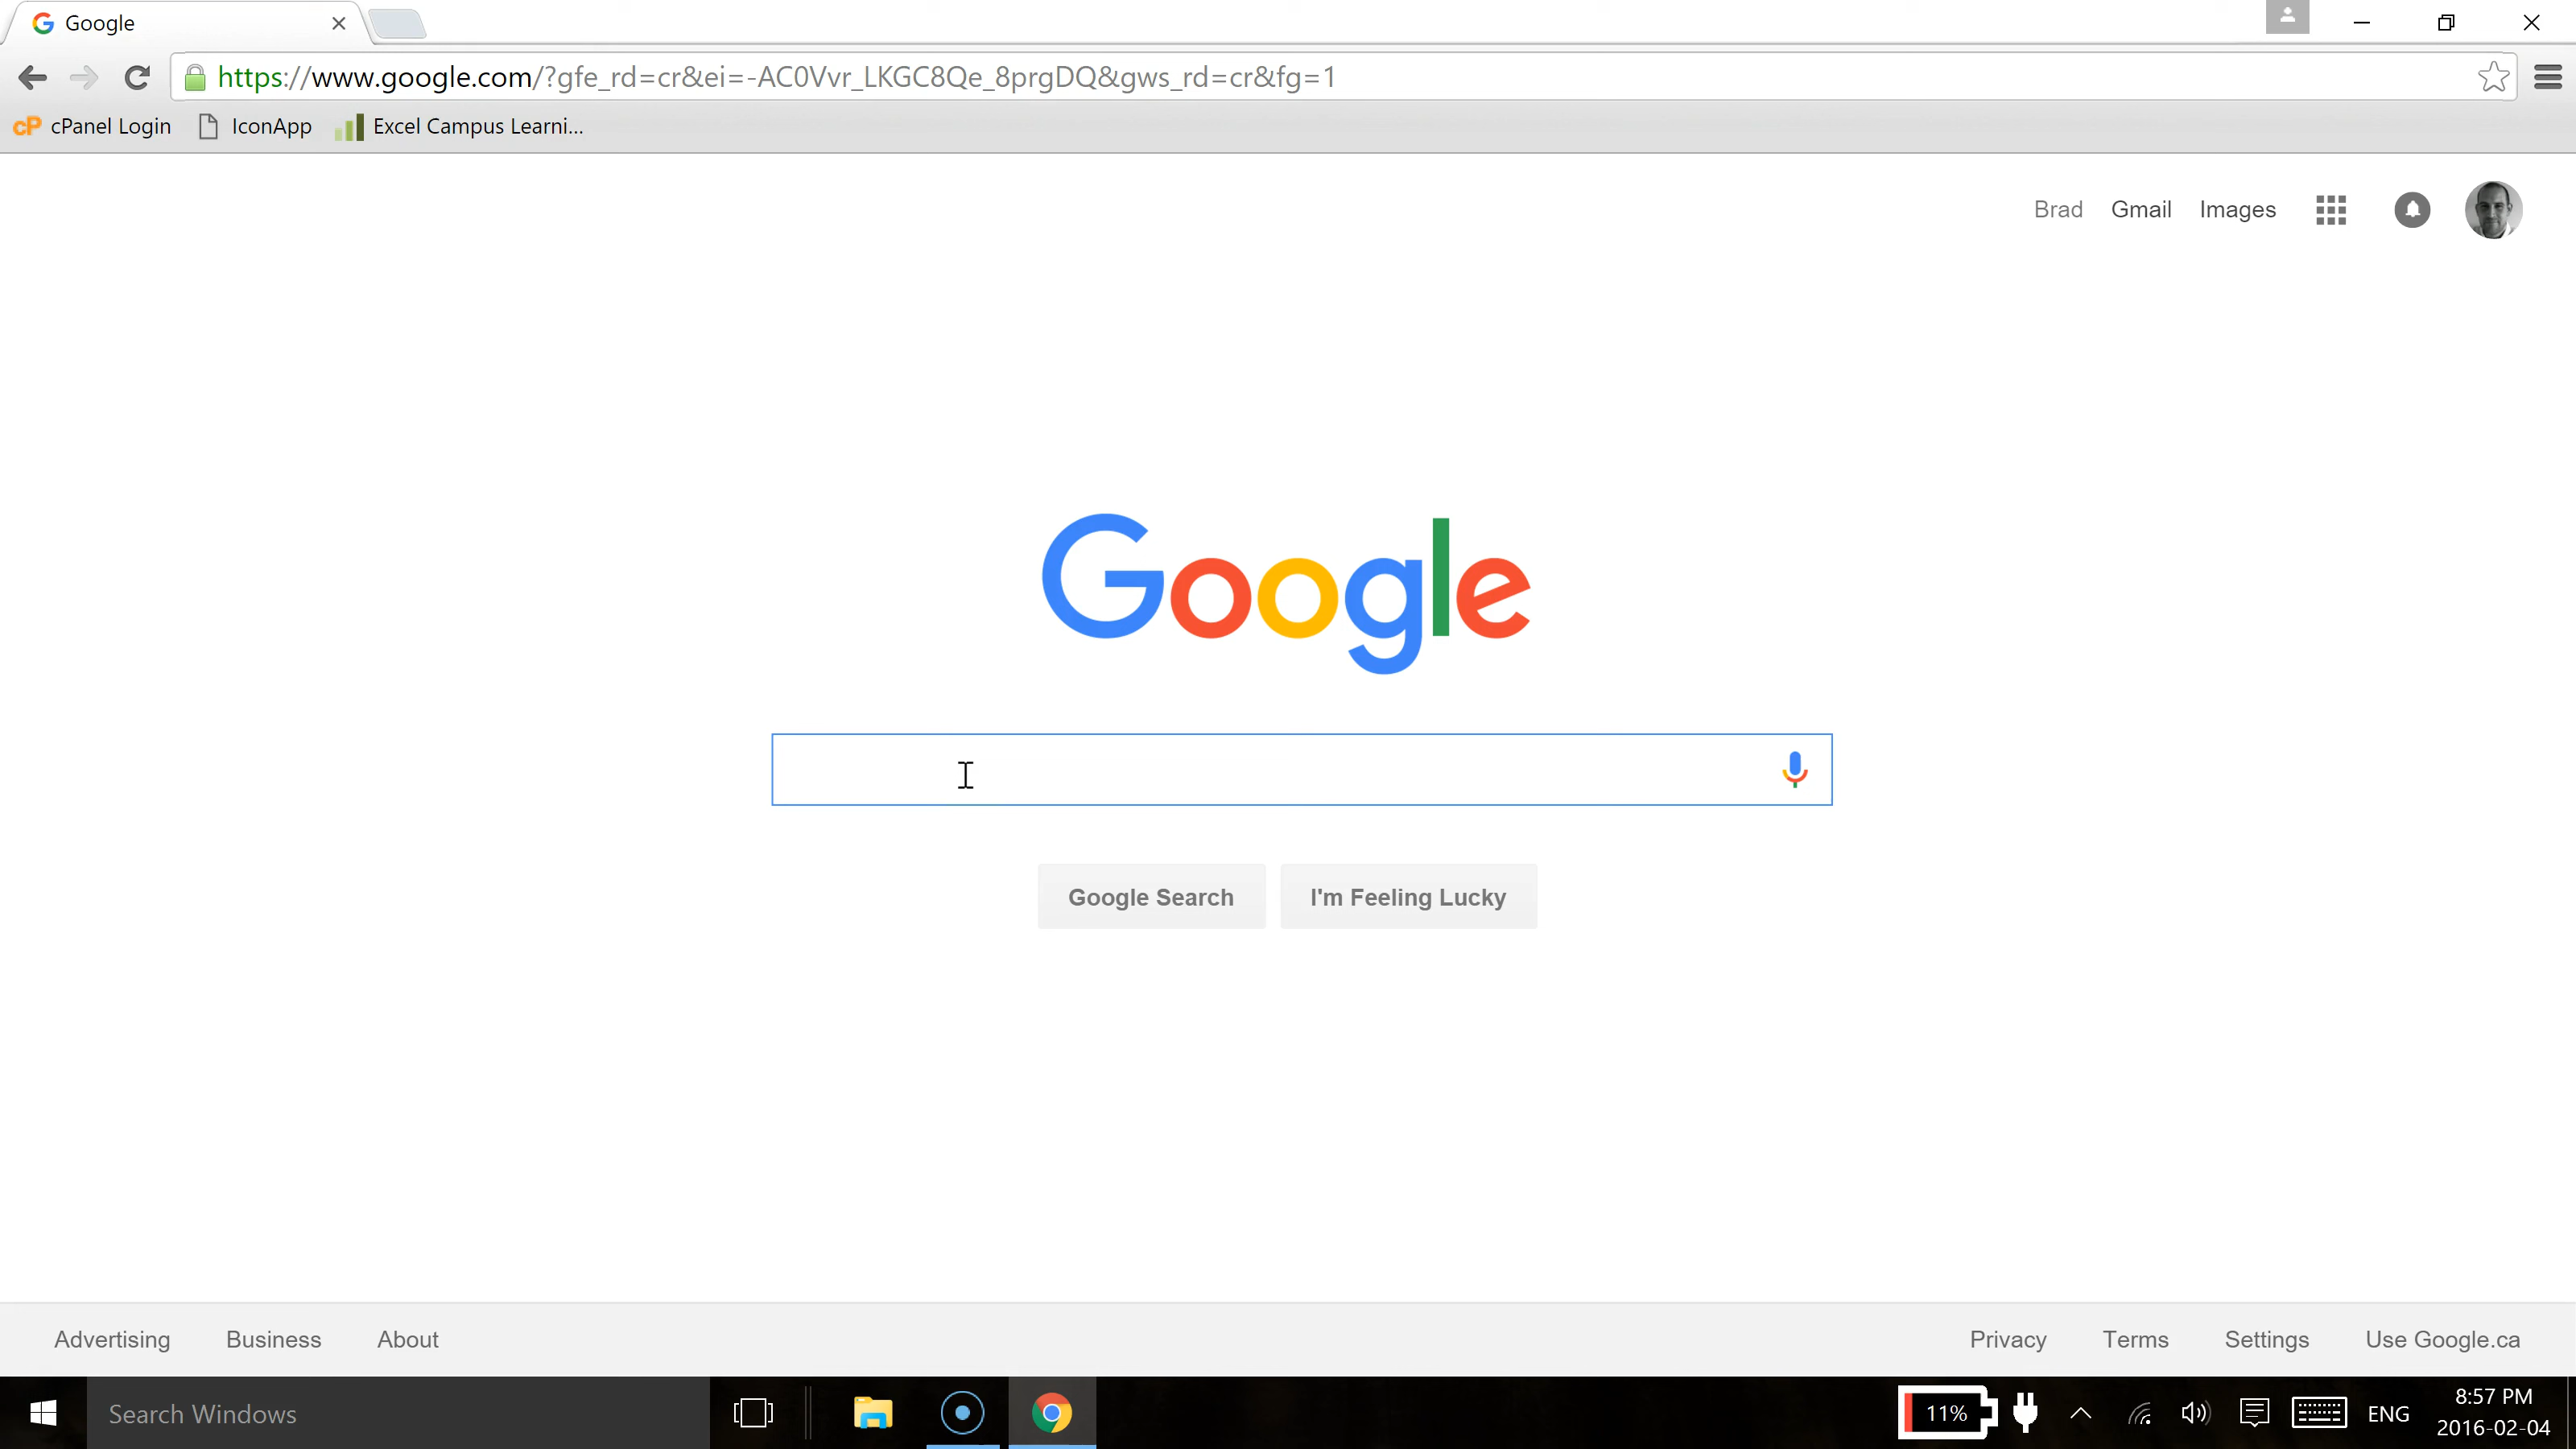 Google
https://www.google.com/?gfe_rd=cr&ei=-AC0Vvr_LKGC8Qe_8prgDQ&gws_rd=cr&fg=1
cP cPanel Login IconApp Excel Campus Learni...
Brad Gmail Images
Google
Google Search I'm Feeling Lucky
Advertising Business About Privacy Terms Settings Use Google.ca
Search Windows 11% ENG 8:57 PM
2016-02-04